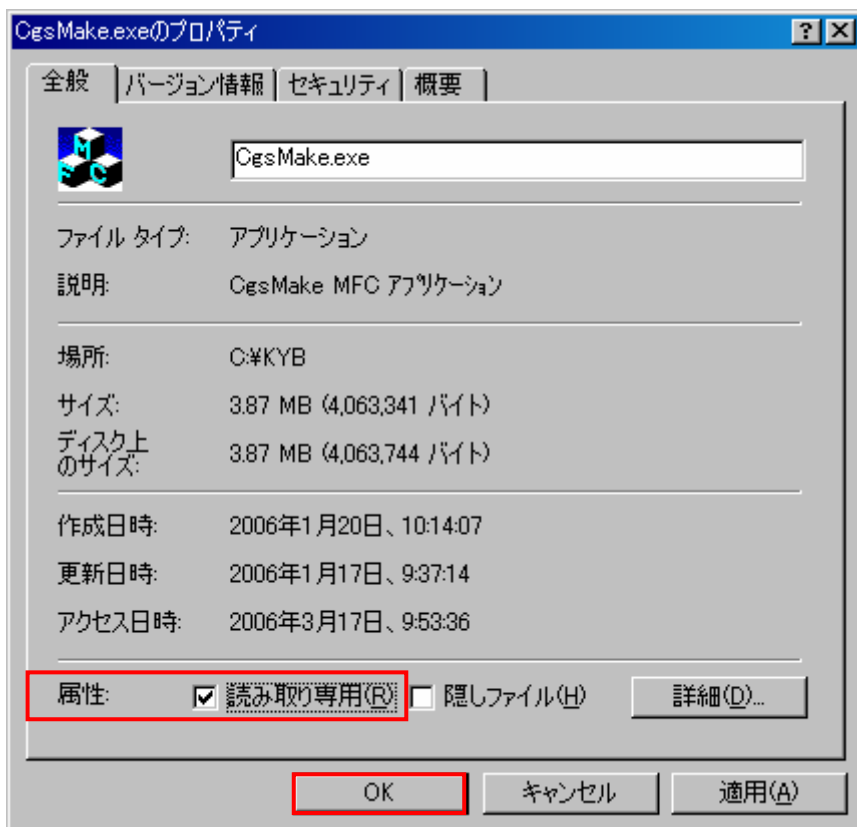 CgsMake.exeのプロパティ
全般 バージョン情報 セキュリティ 概要
MFC
CgsMake.exe
ファイル タイプ: アプリケーション
説明: CgsMake MFC アプリケーション
場所: C:¥KYB
サイズ: 3.87 MB (4,063,341 バイト)
ディスク上
のサイズ: 3.87 MB (4,063,744 バイト)
作成日時: 2006年1月20日、10:14:07
更新日時: 2006年1月17日、9:37:14
アクセス日時: 2006年3月17日、9:53:36
属性: 読み取り専用(R) 隠しファイル(H) 詳細(D)...
OK キャンセル 適用(A)